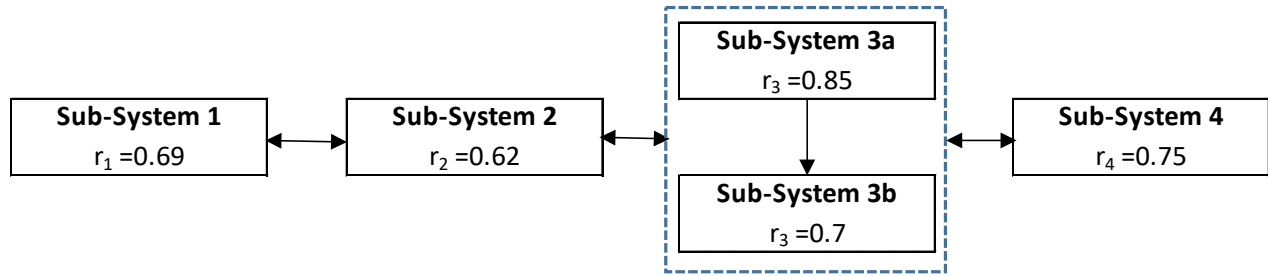 Sub-System 1
r₁ =0.69
Sub-System 2
r₂ =0.62
Sub-System 3a
r₃ =0.85
Sub-System 3b
r₃ =0.7
Sub-System 4
r₄ =0.75